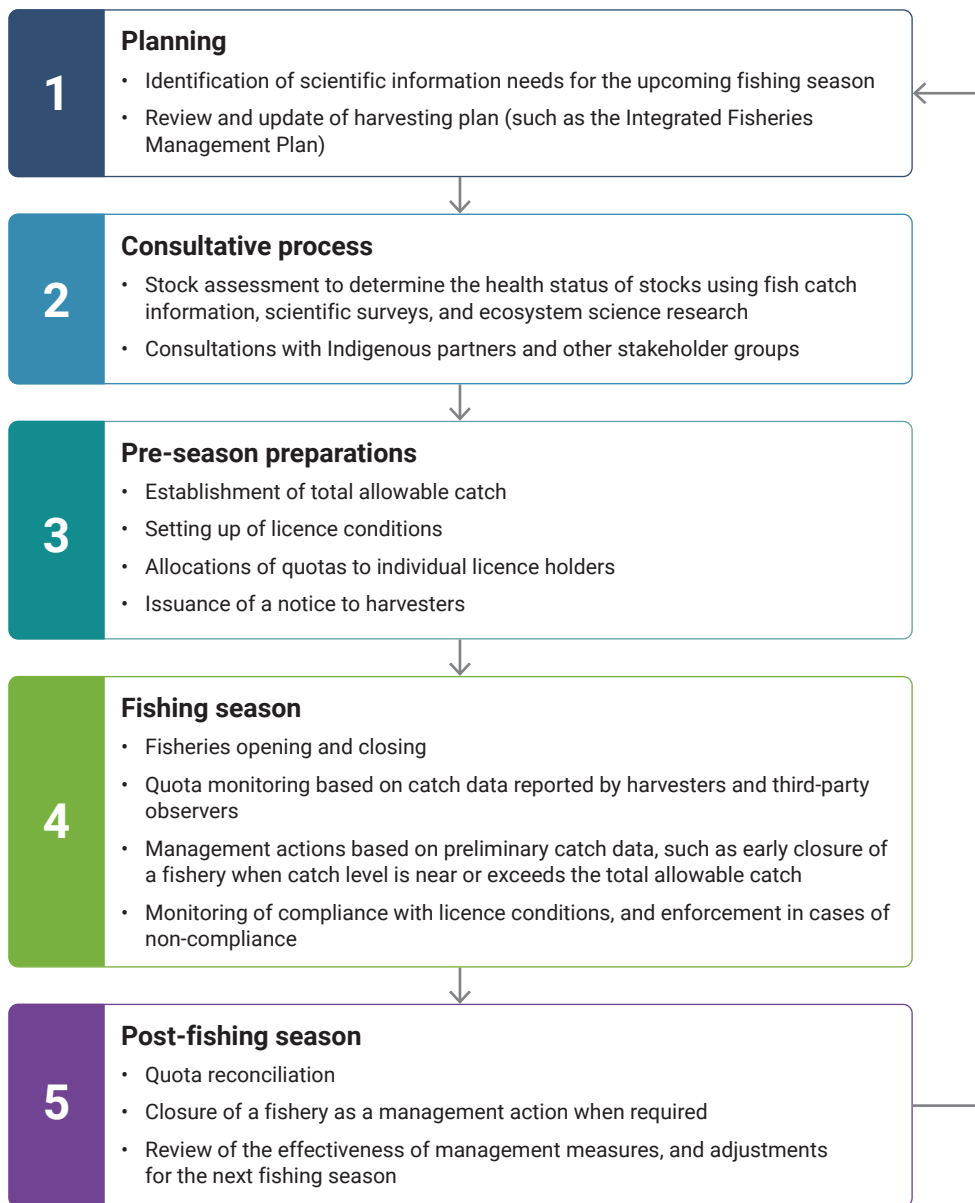 1
Planning
• Identification of scientific information needs for the upcoming fishing season
• Review and update of harvesting plan (such as the Integrated Fisheries
Management Plan)
2
Consultative process
• Stock assessment to determine the health status of stocks using fish catch
information, scientific surveys, and ecosystem science research
• Consultations with Indigenous partners and other stakeholder groups
3
Pre-season preparations
• Establishment of total allowable catch
• Setting up of licence conditions
• Allocations of quotas to individual licence holders
• Issuance of a notice to harvesters
4
Fishing season
• Fisheries opening and closing
• Quota monitoring based on catch data reported by harvesters and third-party
observers
• Management actions based on preliminary catch data, such as early closure of
a fishery when catch level is near or exceeds the total allowable catch
• Monitoring of compliance with licence conditions, and enforcement in cases of
non-compliance
5
Post-fishing season
• Quota reconciliation
• Closure of a fishery as a management action when required
• Review of the effectiveness of management measures, and adjustments
for the next fishing season